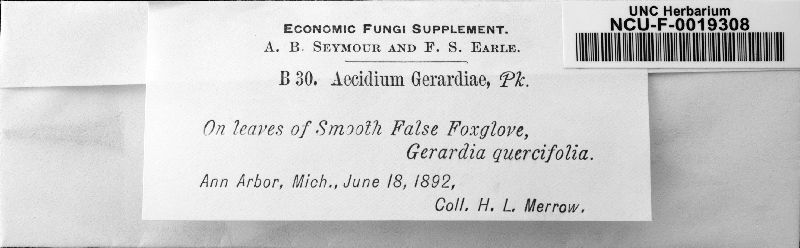 UNC Herbarium
NCU-F-0019308
ECONOMIC FUNGI SUPPLEMENT.
A. B. SEYMOUR AND F. S. EARLE.
B 30. Aecidium Gerardiae, Pk.
On leaves of Smooth False Foxglove,
Gerardia quercifolia.
Ann Arbor, Mich., June 18, 1892,
Coll. H. L. Merrow.